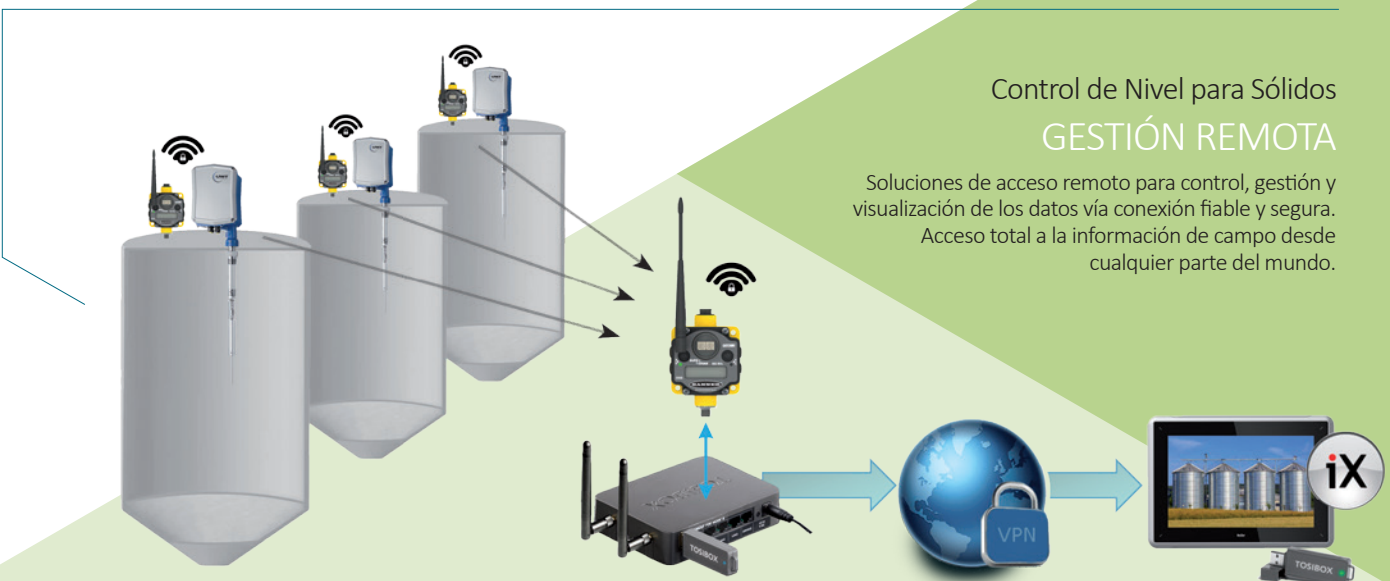 Control de Nivel para Sólidos
GESTIÓN REMOTA
Soluciones de acceso remoto para control, gestión y
visualización de los datos vía conexión fiable y segura.
Acceso total a la información de campo desde
cualquier parte del mundo.
iX
VPN
TOSIBOX
TOSIBOX